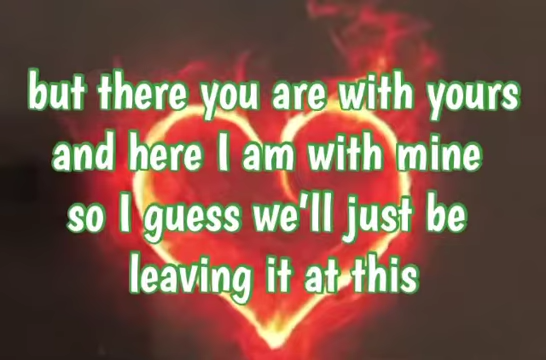 but there you are with yours
and here I am with mine
so I guess we'll just be
leaving it at this